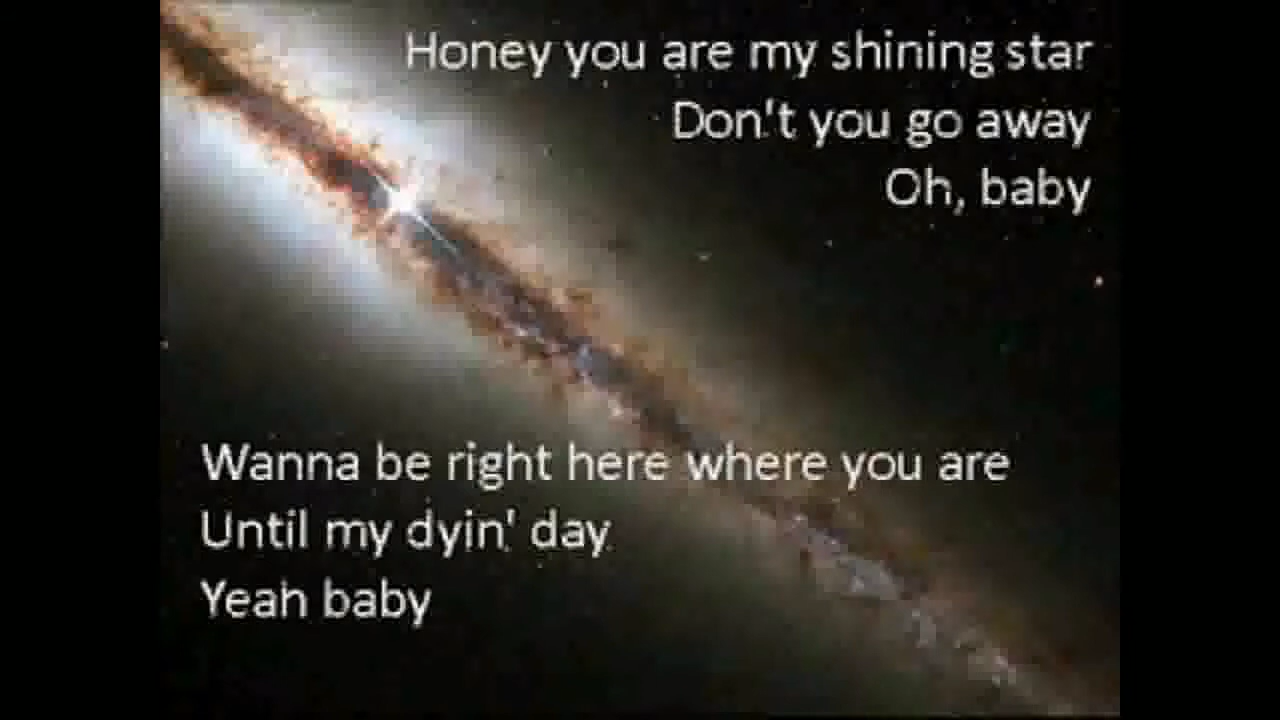 Honey you are my shining star
Don't you go away
Oh, baby
Wanna be right here where you are
Until my dyin' day
Yeah baby